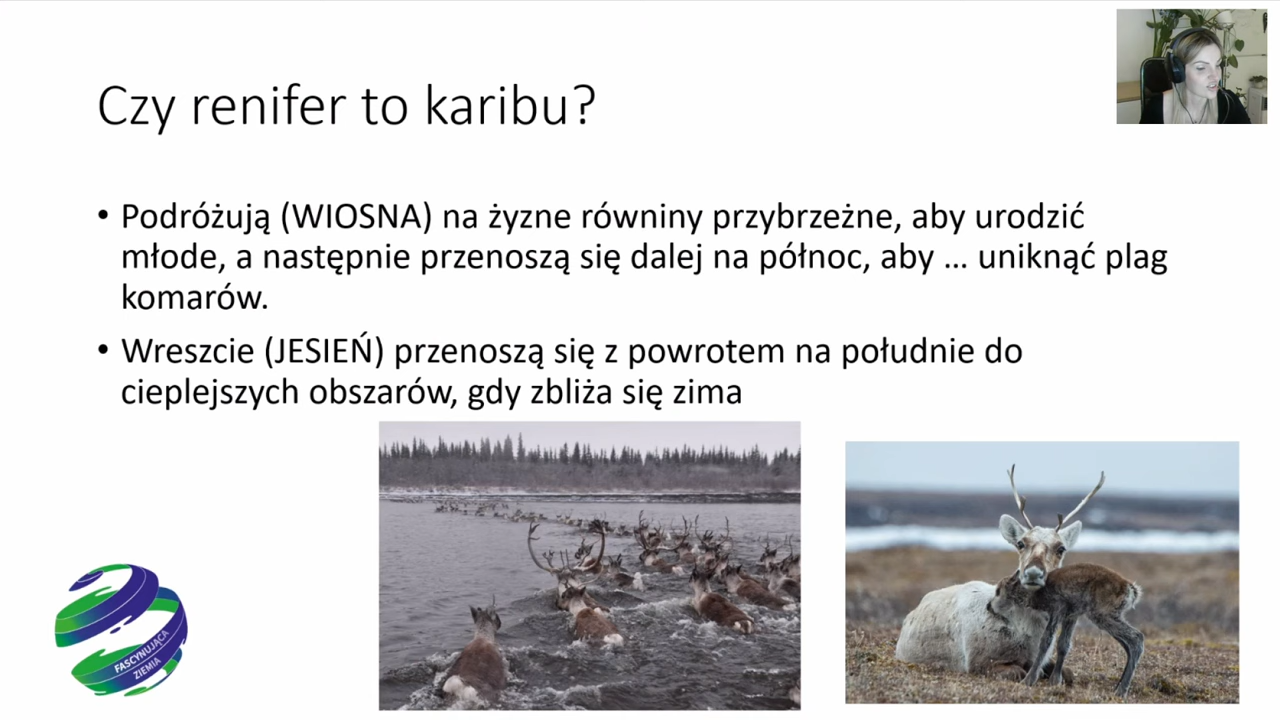 Czy renifer to karibu?
• Podróżują (WIOSNA) na żyzne równiny przybrzeżne, aby urodzić
młode, a następnie przenoszą się dalej na północ, aby ... uniknąć plag
komarów.
• Wreszcie (JESIEŃ) przenoszą się z powrotem na południe do
cieplejszych obszarów, gdy zbliża się zima
FASCYNUJĄCA
ZIEMIA